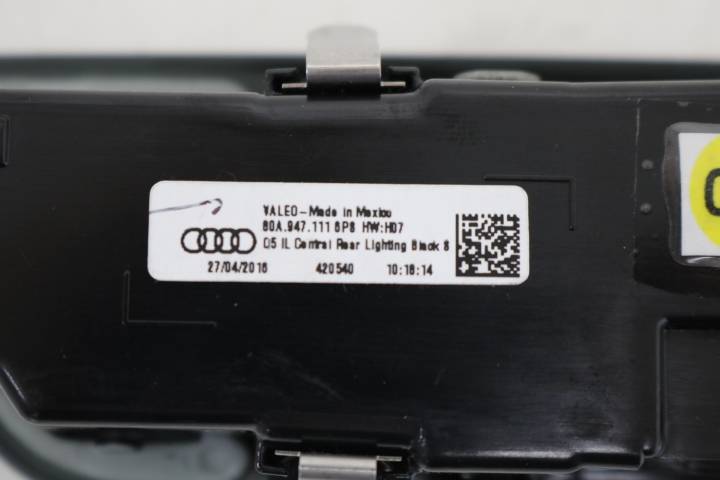 VALEO-Made in Mexico
80A.947.111 6P8 HW:H07
Q5 IL Central Rear Lighting Black 8
27/04/2016 420540 10:18:14